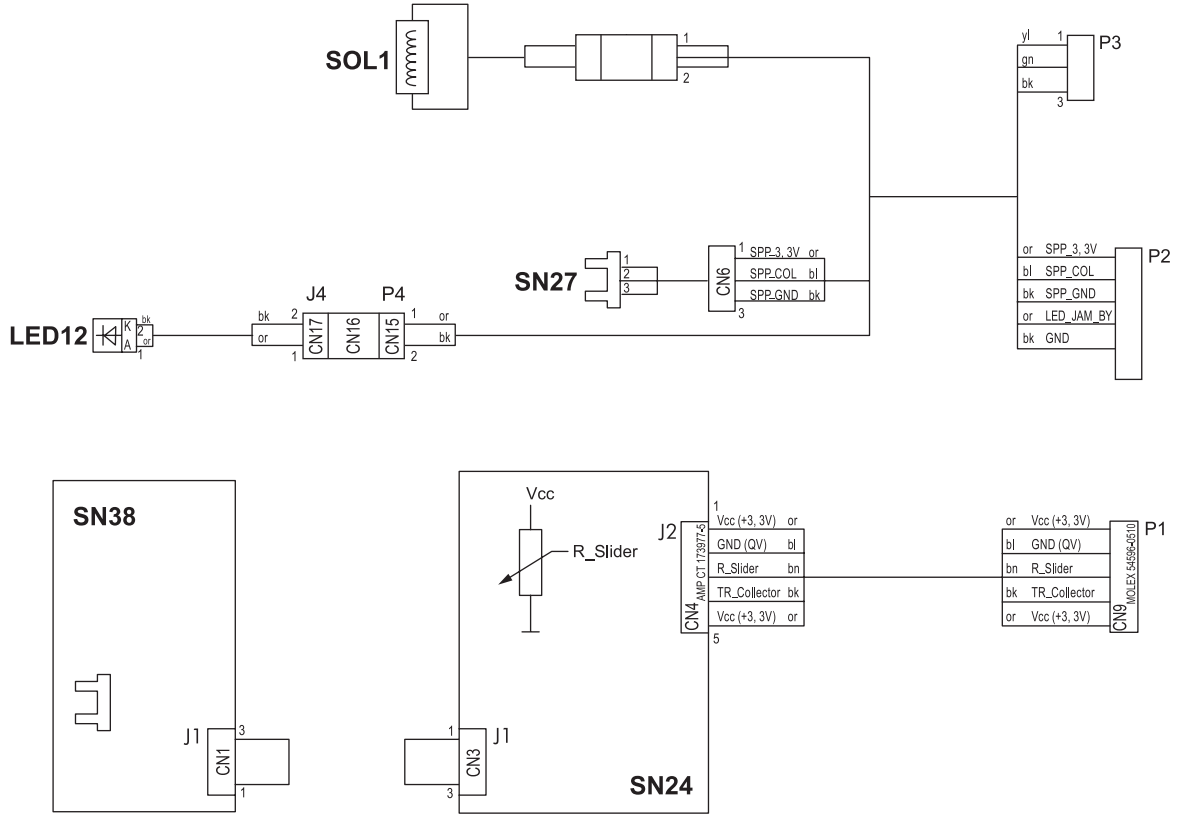 SOL1
1
2
yl 1 P3
gn
bk
3
SN27
1
2
3
CN6
1
SPP_3, 3V or
SPP_COL bl
SPP_GND bk
3
or SPP_3, 3V P2
bl SPP_COL
bk SPP_GND
or LED_JAM_BY
bk GND
LED12
K
A
bk
2
or
1
J4 P4
bk 2
or
1
CN17 CN16 CN15
1 or
bk
2
SN38
J1
CN1
3
1
Vcc
R_Slider
J2
CN4 AMP CT 173977-5
1
Vcc (+3, 3V) or
GND (QV) bl
R_Slider bn
TR_Collector bk
Vcc (+3, 3V) or
5
or Vcc (+3, 3V) P1
bl GND (QV)
bn R_Slider
bk TR_Collector
or Vcc (+3, 3V)
CN9 MOLEX 54596-0510
1
3
CN3
J1
SN24